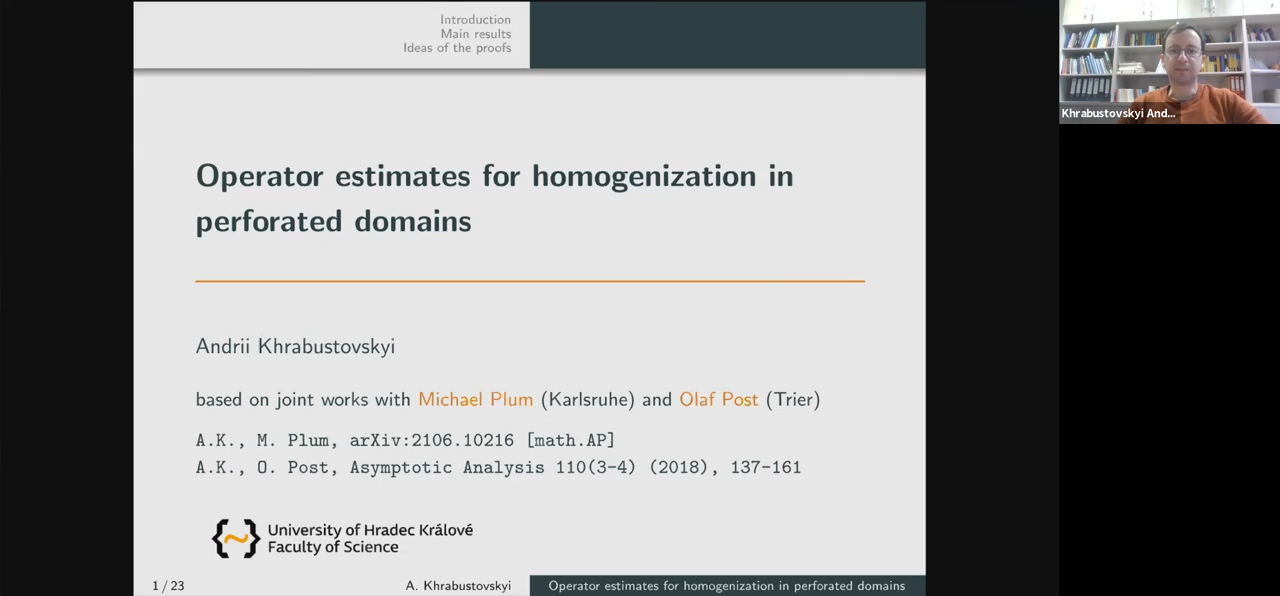 Introduction
Main results
Ideas of the proofs
Operator estimates for homogenization in
perforated domains
Andrii Khrabustovskyi
based on joint works with Michael Plum (Karlsruhe) and Olaf Post (Trier)
A.K., M. Plum, arXiv:2106.10216 [math.AP]
A.K., O. Post, Asymptotic Analysis 110(3-4) (2018), 137-161
University of Hradec Králové
Faculty of Science
1 / 23
A. Khrabustovskyi
Operator estimates for homogenization in perforated domains
Khrabustovskyi And...